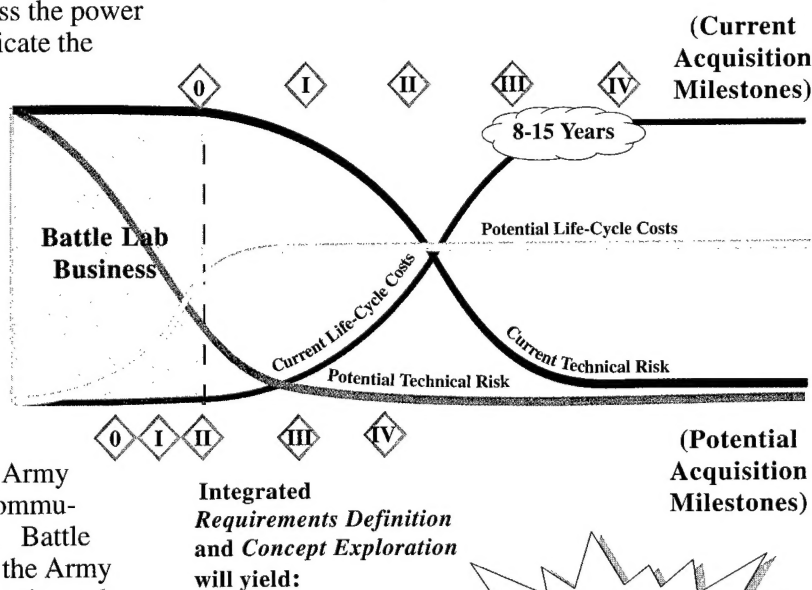 ss the power
icate the
(Current
Acquisition
Milestones)
0
I
II
III
IV
8-15 Years
Potential Life-Cycle Costs
Battle Lab
Business
Current Life-Cycle Costs
Current Technical Risk
Potential Technical Risk
0
I
II
III
IV
(Potential
Acquisition
Milestones)
Army
ommu-
Battle
the Army
Integrated
Requirements Definition
and Concept Exploration
will yield: